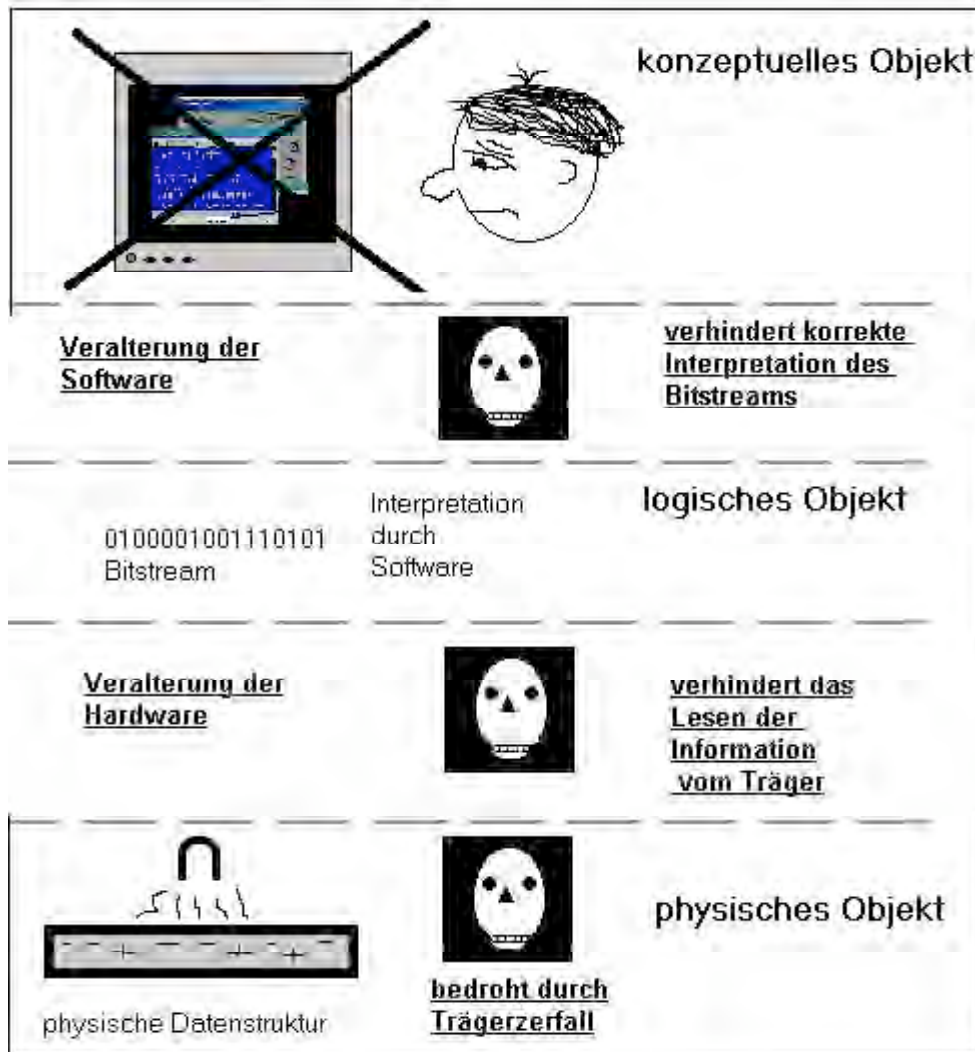 konzeptuelles Objekt
Veralterung der
Software
verhindert korrekte
Interpretation des
Bitstreams
logisches Objekt
Interpretation
durch
Software
0100001001110101
Bitstream
Veralterung der
Hardware
verhindert das
Lesen der
Information
vom Träger
physisches Objekt
bedroht durch
Trägerzerfall
physische Datenstruktur